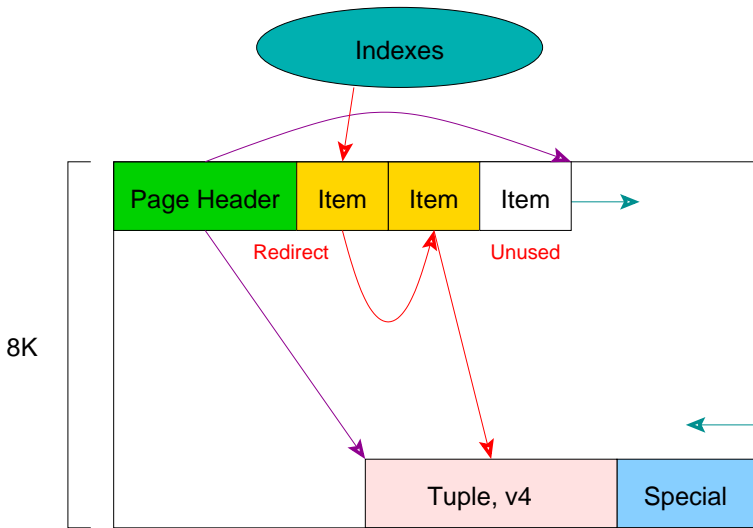 Indexes
Page Header
Item
Item
Item
Redirect
Unused
8K
Tuple, v4
Special